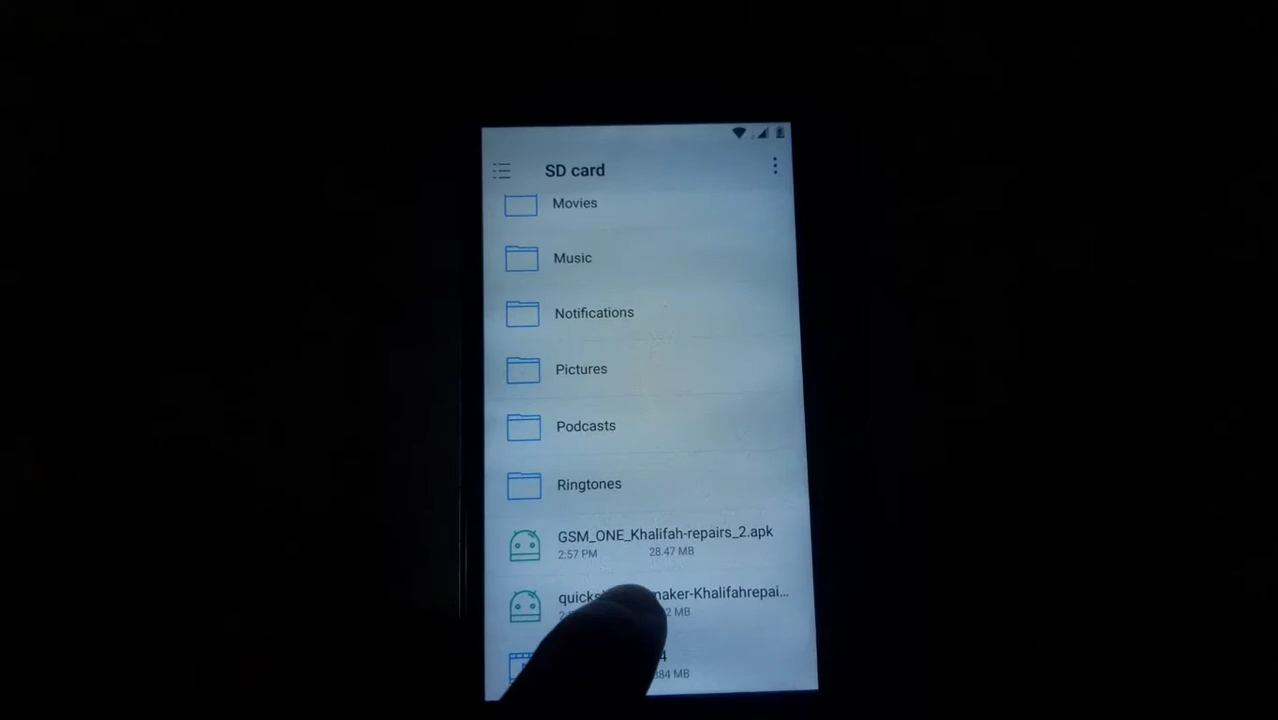 SD card
Movies
Music
Notifications
Pictures
Podcasts
Ringtones
GSM_ONE_Khalifah-repairs_2.apk
2:57 PM 28.47 MB
maker-Khalifahrepai...
MB
MB